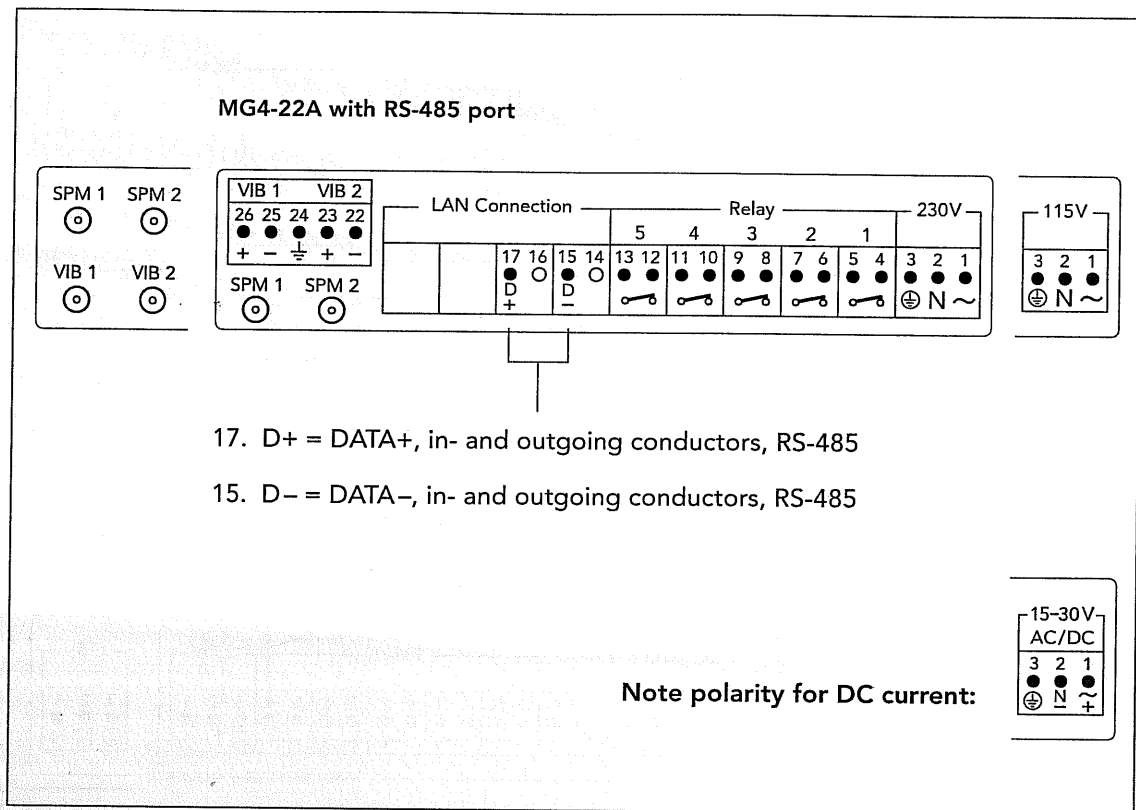 MG4-22A with RS-485 port
SPM 1 SPM 2
VIB 1 VIB 2
VIB 1 VIB 2
26 25 24 23 22
+ − ⏚ + −
SPM 1 SPM 2
LAN Connection
17 16 15 14
D D
+ −
Relay
5 4 3 2 1
13 12 11 10 9 8 7 6 5 4
230V
3 2 1
N ~
115V
3 2 1
N ~
17. D+ = DATA+, in- and outgoing conductors, RS-485
15. D− = DATA−, in- and outgoing conductors, RS-485
Note polarity for DC current:
15–30V
AC/DC
3 2 1
N ~
− +